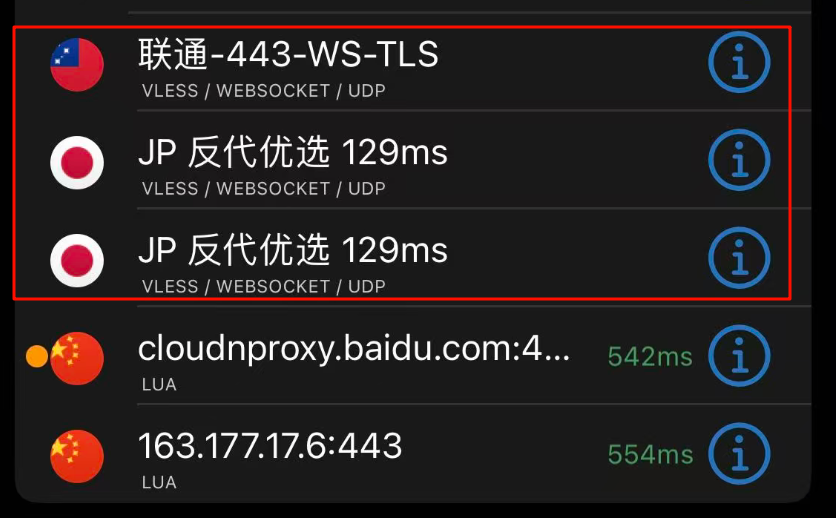 联通-443-WS-TLS
VLESS / WEBSOCKET / UDP
JP 反代优选 129ms
VLESS / WEBSOCKET / UDP
JP 反代优选 129ms
VLESS / WEBSOCKET / UDP
cloudnproxy.baidu.com:4... 542ms
LUA
163.177.17.6:443 554ms
LUA